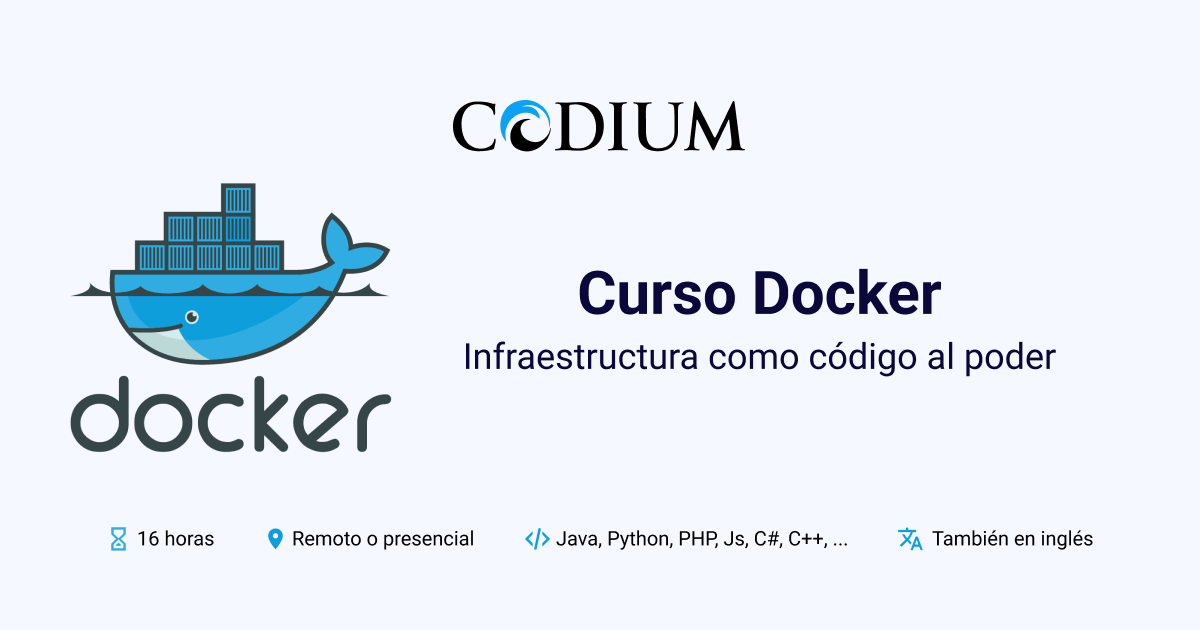 CODIUM
docker
Curso Docker
Infraestructura como código al poder
16 horas
Remoto o presencial
Java, Python, PHP, Js, C#, C++, ...
También en inglés